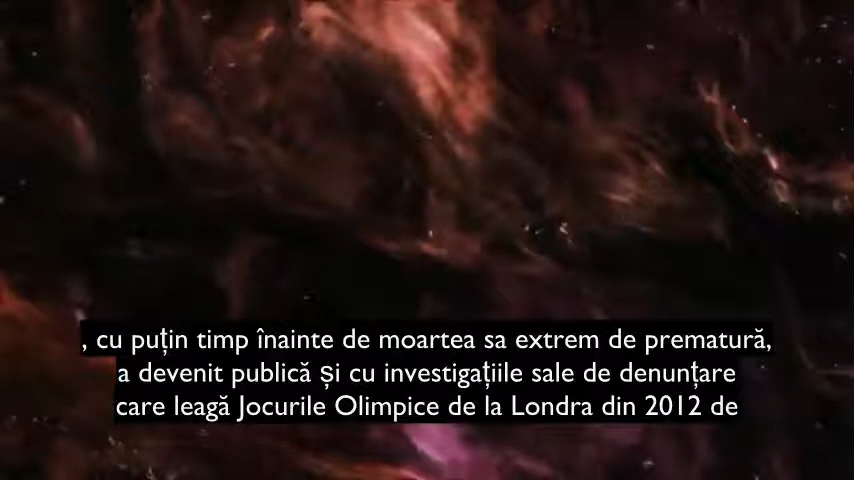 , cu puțin timp înainte de moartea sa extrem de prematură,
a devenit publică și cu investigațiile sale de denunțare
care leagă Jocurile Olimpice de la Londra din 2012 de